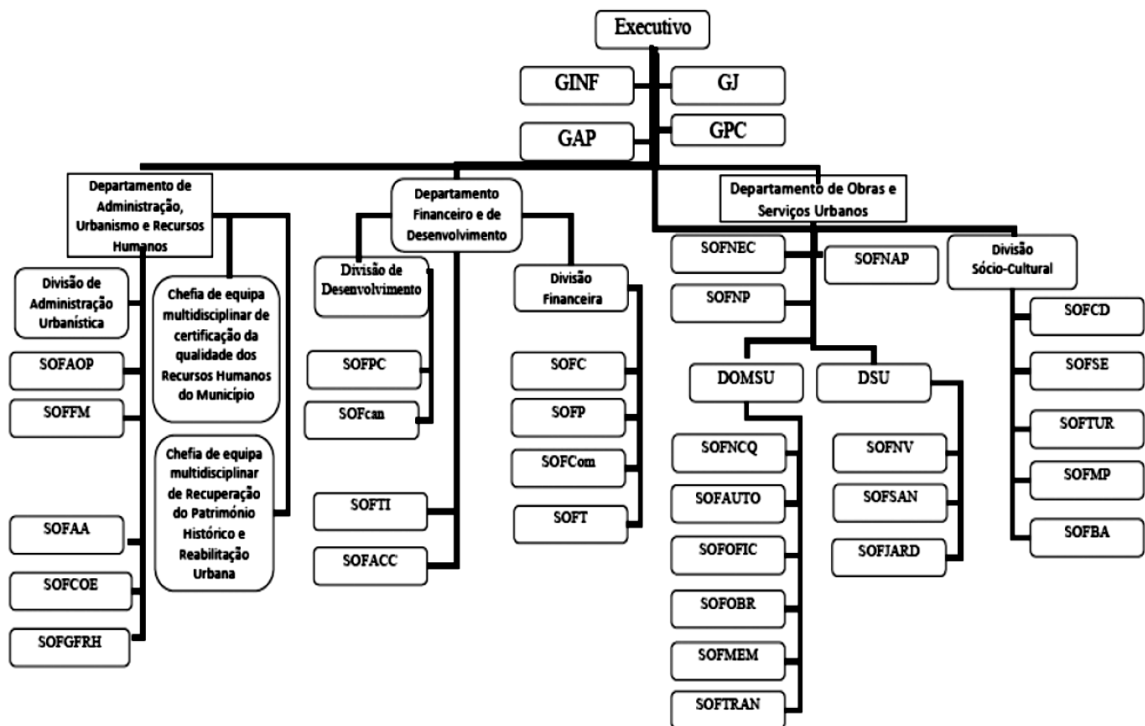 Executivo
GINF
GJ
GAP
GPC
Departamento de
Administração,
Urbanismo e Recursos
Humanos
Divisão de
Administração
Urbanística
SOFAOP
SOFFM
SOFAA
SOFCOE
SOFGFRH
Chefia de equipa
multidisciplinar de
certificação da
qualidade dos
Recursos Humanos
do Município
Chefia de equipa
multidisciplinar
de Recuperação
do Património
Histórico e
Reabilitação
Urbana
Departamento
Financeiro e de
Desenvolvimento
Divisão de
Desenvolvimento
SOFPC
SOFcan
SOFTI
SOFACC
Divisão
Financeira
SOFC
SOFP
SOFCom
SOFT
Departamento de Obras e
Serviços Urbanos
SOFNEC
SOFNAP
SOFNP
DOMSU
SOFNCQ
SOFAUTO
SOFOFIC
SOFOBR
SOFMEM
SOFTRAN
DSU
SOFNV
SOFSAN
SOFJARD
Divisão
Sócio-Cultural
SOFCD
SOFSE
SOFTUR
SOFMP
SOFBA